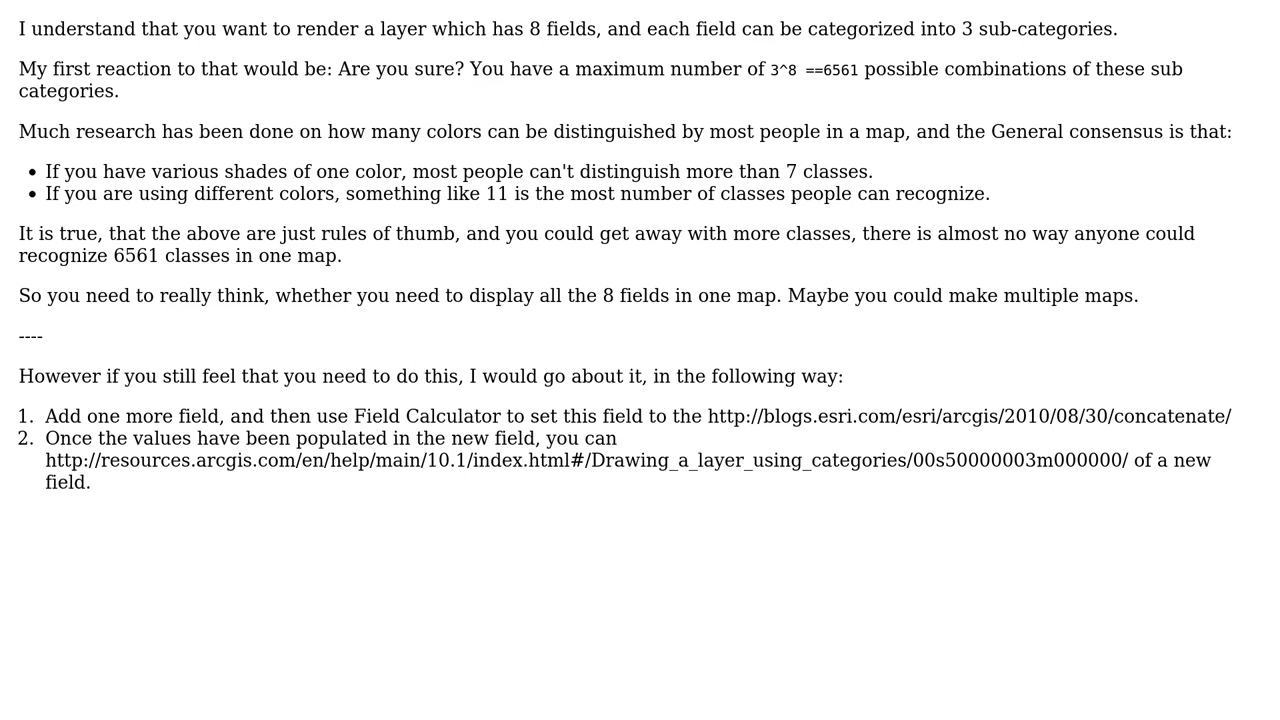 I understand that you want to render a layer which has 8 fields, and each field can be categorized into 3 sub-categories.
My first reaction to that would be: Are you sure? You have a maximum number of 3^8 ==6561 possible combinations of these sub
categories.
Much research has been done on how many colors can be distinguished by most people in a map, and the General consensus is that:
• If you have various shades of one color, most people can't distinguish more than 7 classes.
• If you are using different colors, something like 11 is the most number of classes people can recognize.
It is true, that the above are just rules of thumb, and you could get away with more classes, there is almost no way anyone could
recognize 6561 classes in one map.
So you need to really think, whether you need to display all the 8 fields in one map. Maybe you could make multiple maps.
----
However if you still feel that you need to do this, I would go about it, in the following way:
1. Add one more field, and then use Field Calculator to set this field to the http://blogs.esri.com/esri/arcgis/2010/08/30/concatenate/
2. Once the values have been populated in the new field, you can
http://resources.arcgis.com/en/help/main/10.1/index.html#/Drawing_a_layer_using_categories/00s50000003m000000/ of a new
field.